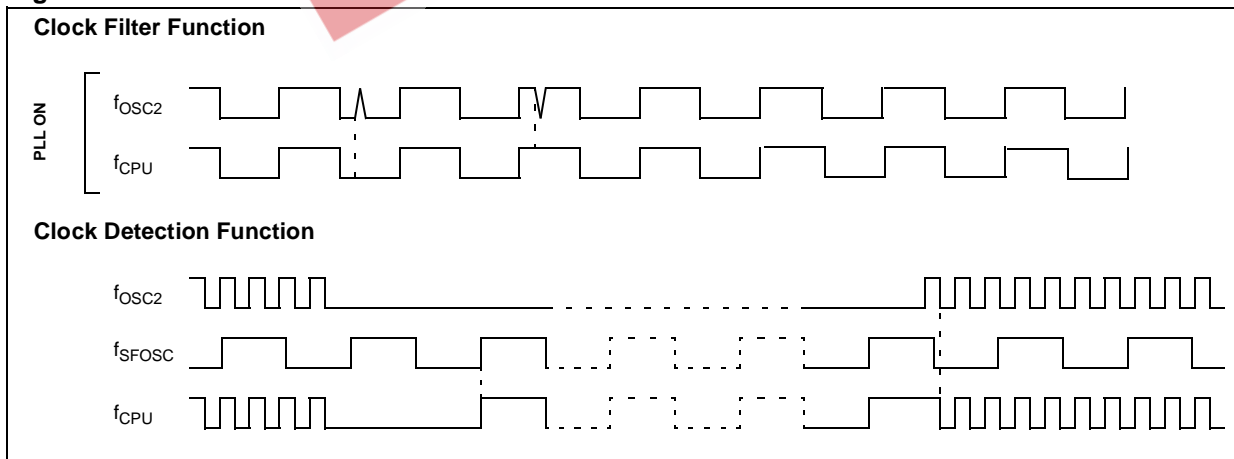 Clock Filter Function
PLL ON
fOSC2
fCPU
Clock Detection Function
fOSC2
fSFOSC
fCPU